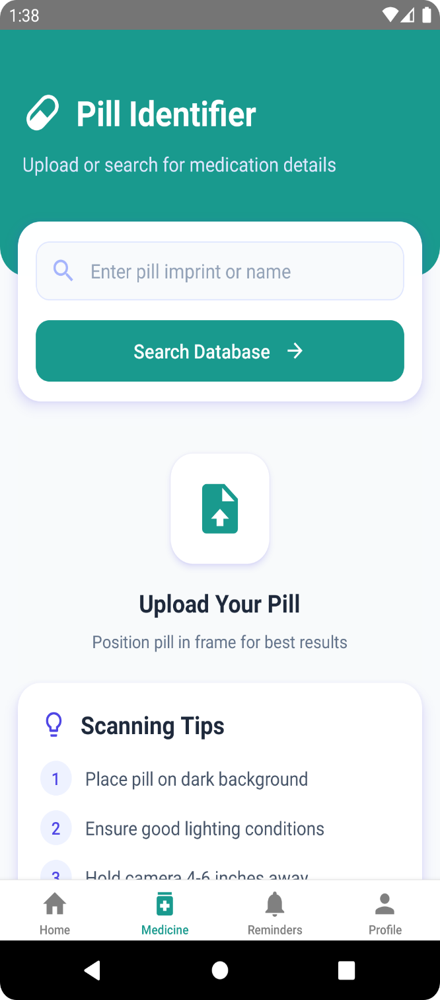 1:38
Pill Identifier
Upload or search for medication details
Enter pill imprint or name
Search Database
Upload Your Pill
Position pill in frame for best results
Scanning Tips
1 Place pill on dark background
2 Ensure good lighting conditions
3 Hold camera 4-6 inches away
Home Medicine Reminders Profile